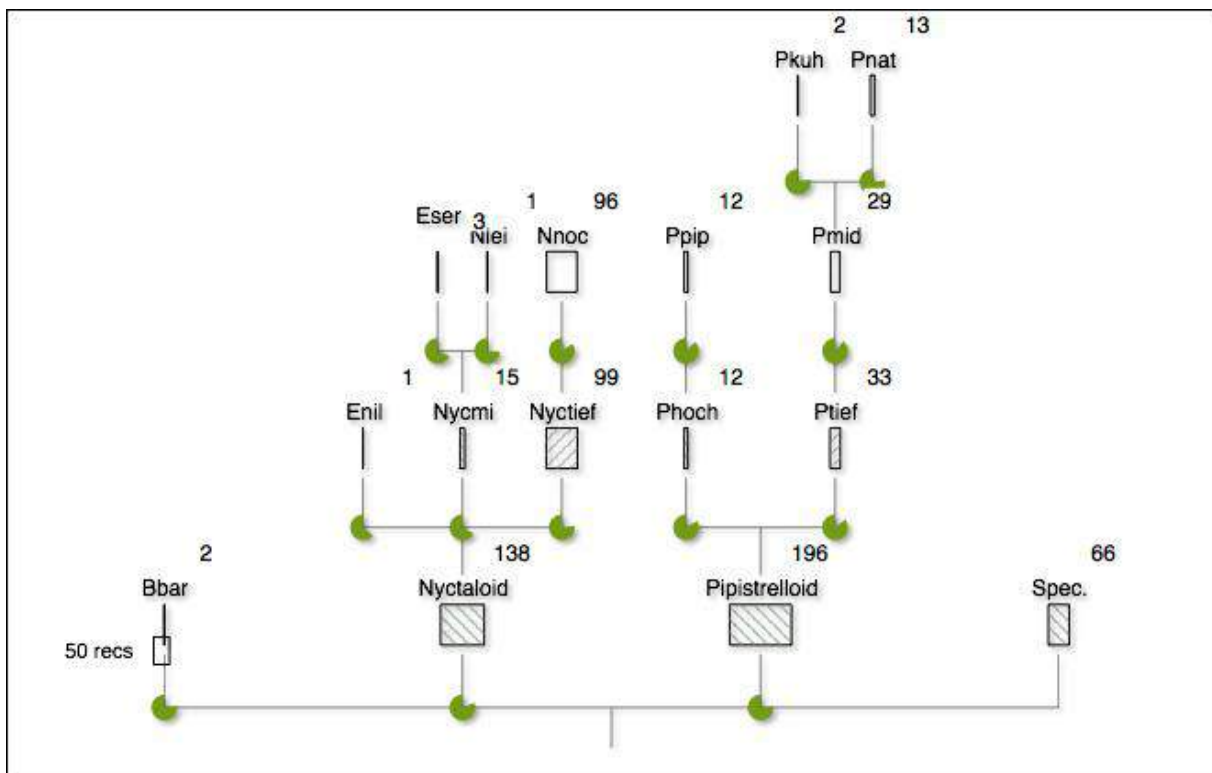 2 13
Pkuh Pnat
1 96 12 29
Eser 3 Nlei Nnoc Ppip Pmid
1 15 99 12 33
Enil Nycmi Nyctief Phoch Ptief
2 138 196 66
Bbar Nyctaloid Pipistrelloid Spec.
50 recs